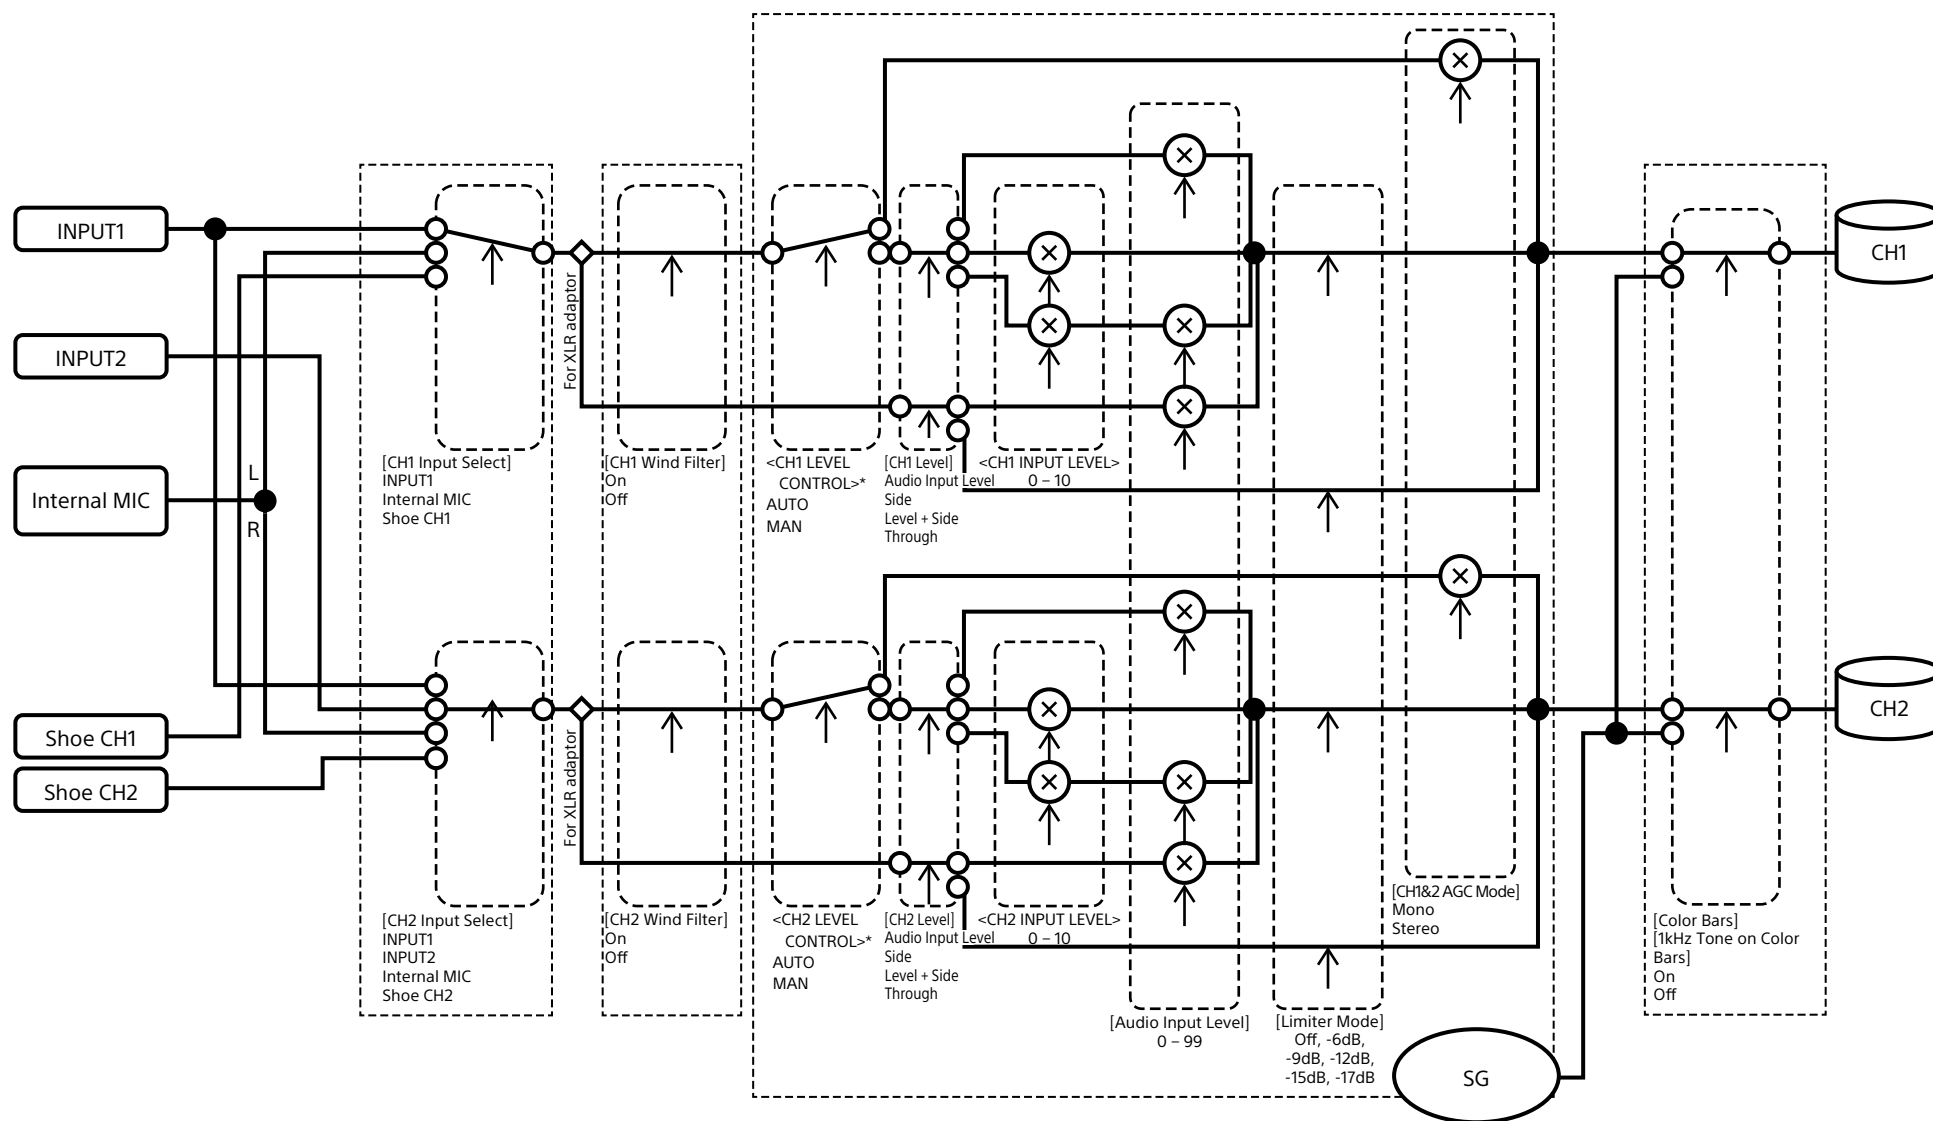 INPUT1
INPUT2
Internal MIC
L
R
Shoe CH1
Shoe CH2
[CH1 Input Select]
INPUT1
Internal MIC
Shoe CH1
For XLR adaptor
[CH1 Wind Filter]
On
Off
<CH1 LEVEL
CONTROL>*
AUTO
MAN
[CH1 Level]
Audio Input Level
Side
Level + Side
Through
<CH1 INPUT LEVEL>
0 – 10
CH1
[CH2 Input Select]
INPUT1
INPUT2
Internal MIC
Shoe CH2
For XLR adaptor
[CH2 Wind Filter]
On
Off
<CH2 LEVEL
CONTROL>*
AUTO
MAN
[CH2 Level]
Audio Input Level
Side
Level + Side
Through
<CH2 INPUT LEVEL>
0 – 10
[Audio Input Level]
0 – 99
[Limiter Mode]
Off, -6dB,
-9dB, -12dB,
-15dB, -17dB
[CH1&2 AGC Mode]
Mono
Stereo
SG
[Color Bars]
[1kHz Tone on Color
Bars]
On
Off
CH2